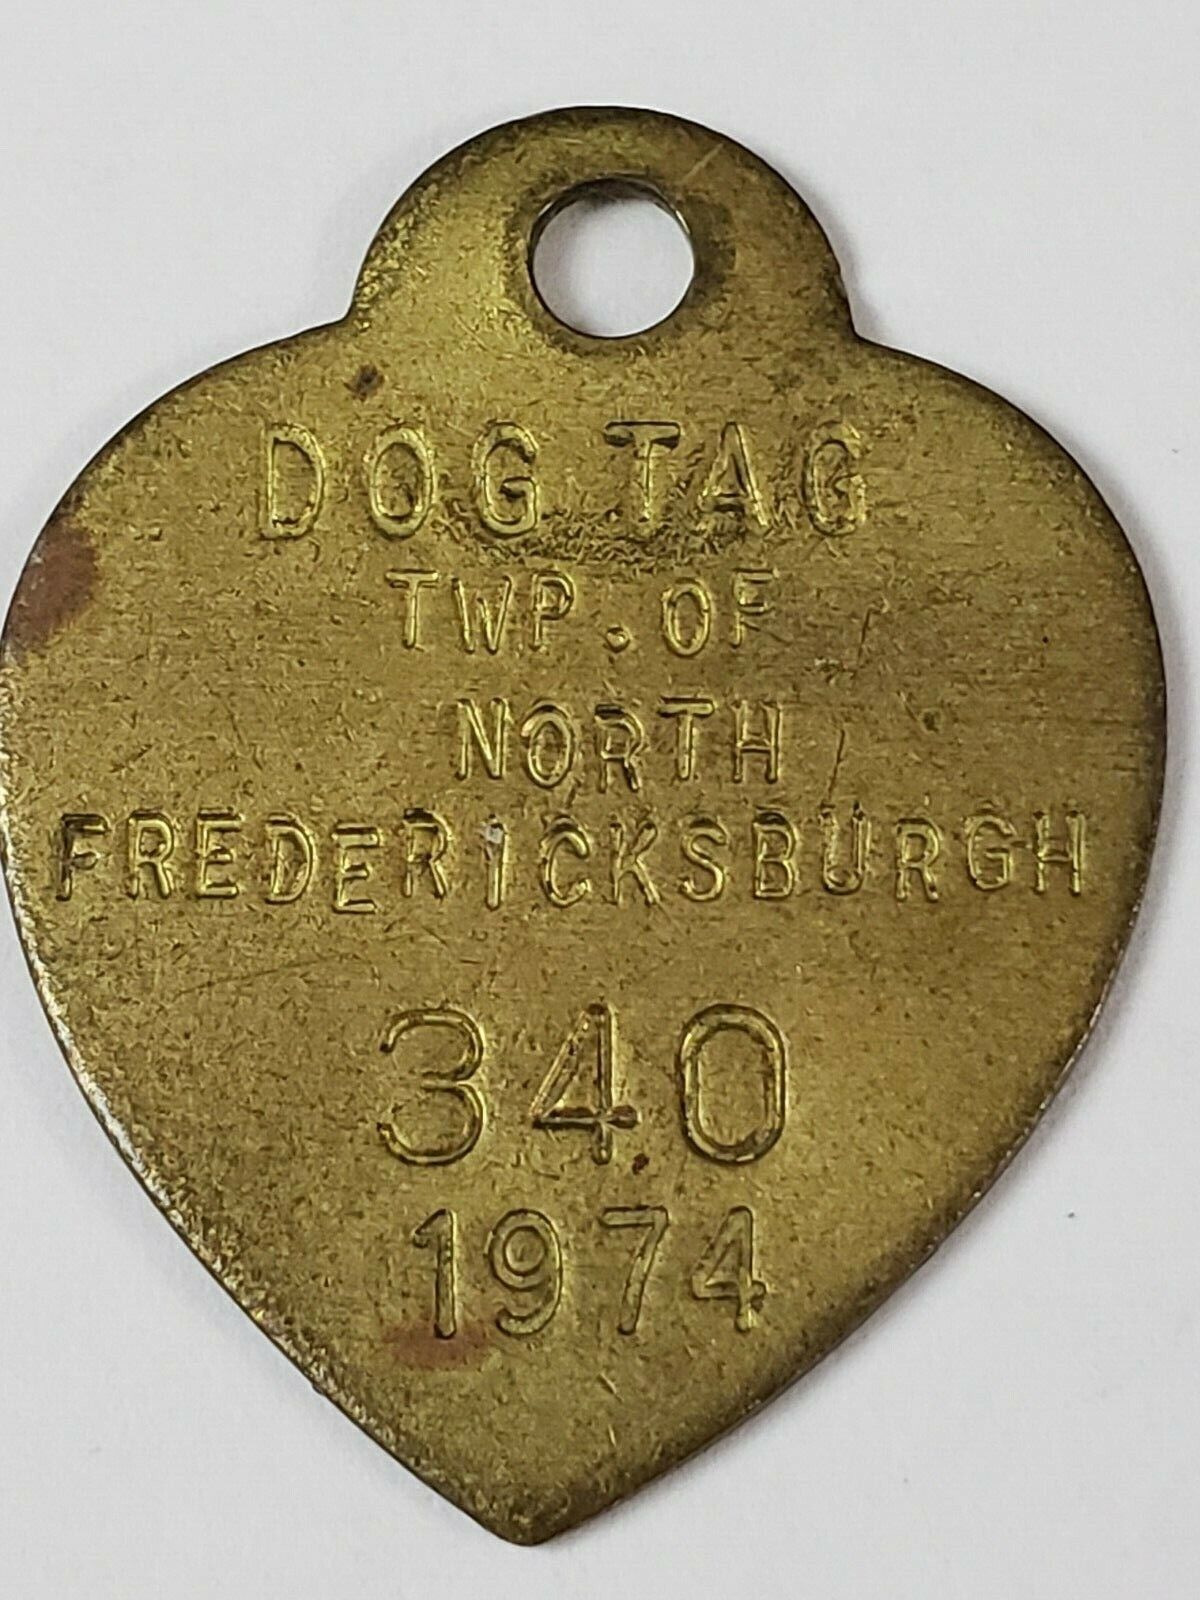 DOG TAG
TWP. OF
NORTH
FREDERICKSBURGH
340
1974